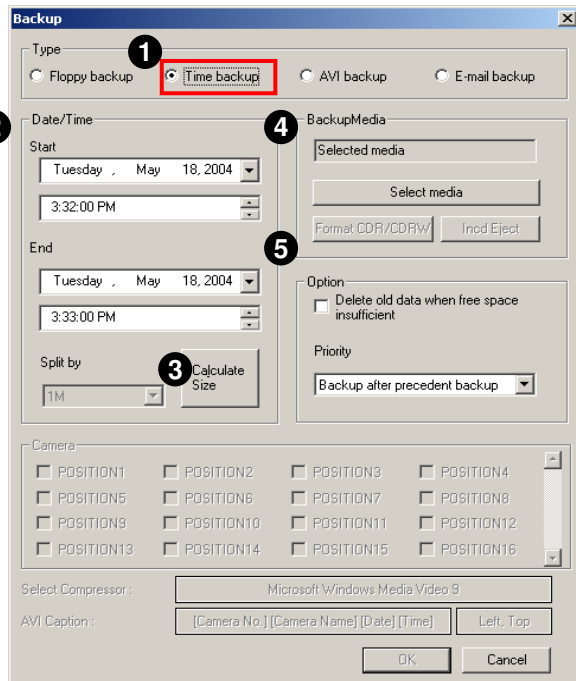 Backup
Type
1
Floppy backup
Time backup
AVI backup
E-mail backup
2
Date/Time
Start
Tuesday , May 18, 2004
3:32:00 PM
End
Tuesday , May 18, 2004
3:33:00 PM
Split by
1M
3
Calculate
Size
4
BackupMedia
Selected media
Select media
Format CDR/CDRW
Incd Eject
5
Option
Delete old data when free space
insufficient
Priority
Backup after precedent backup
Camera
POSITION1 POSITION2 POSITION3 POSITION4
POSITION5 POSITION6 POSITION7 POSITION8
POSITION9 POSITION10 POSITION11 POSITION12
POSITION13 POSITION14 POSITION15 POSITION16
Select Compressor : Microsoft Windows Media Video 9
AVI Caption : [Camera No.] [Camera Name] [Date] [Time] Left, Top
OK Cancel